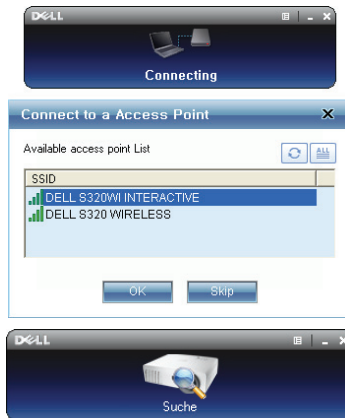 DELL
Connecting
Connect to a Access Point
Available access point List
ALL
SSID
DELL S320WI INTERACTIVE
DELL S320 WIRELESS
OK
Skip
DELL
Suche